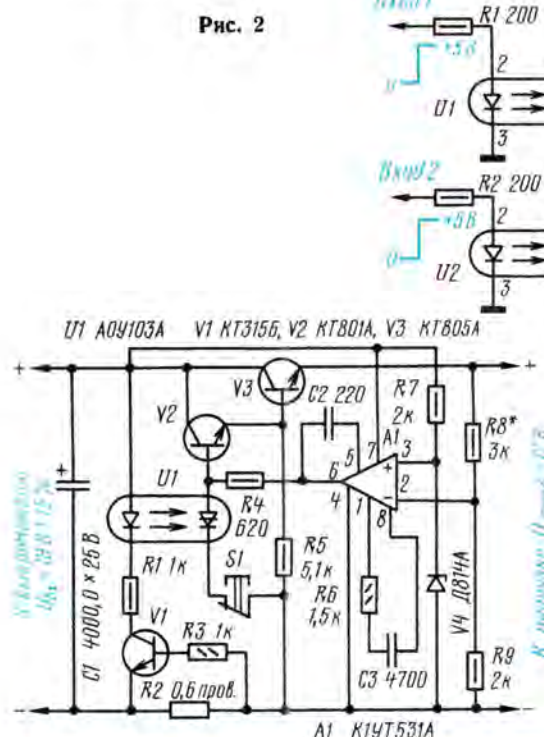 Рис. 2
R1 200
+5В
2
U1
3
Вход 2
R2 200
+5В
2
U2
3
U1 АОУ103А V1 КТ315Б, V2 КТ801А, V3 КТ805А
+
+
V3
V2
C2 220
R7
2к
R8*
3к
A1
5
7
+
3
6
2
-
4
1
8
+
U1
R4
620
S1
R5
5,1к
R6
1,5к
V4 Д814А
R1 1к
C1 4000,0 × 25 В
V1
R3 1к
C3 4700
R9
2к
R2 0,6 пров.
-
-
A1 К1УТ531А